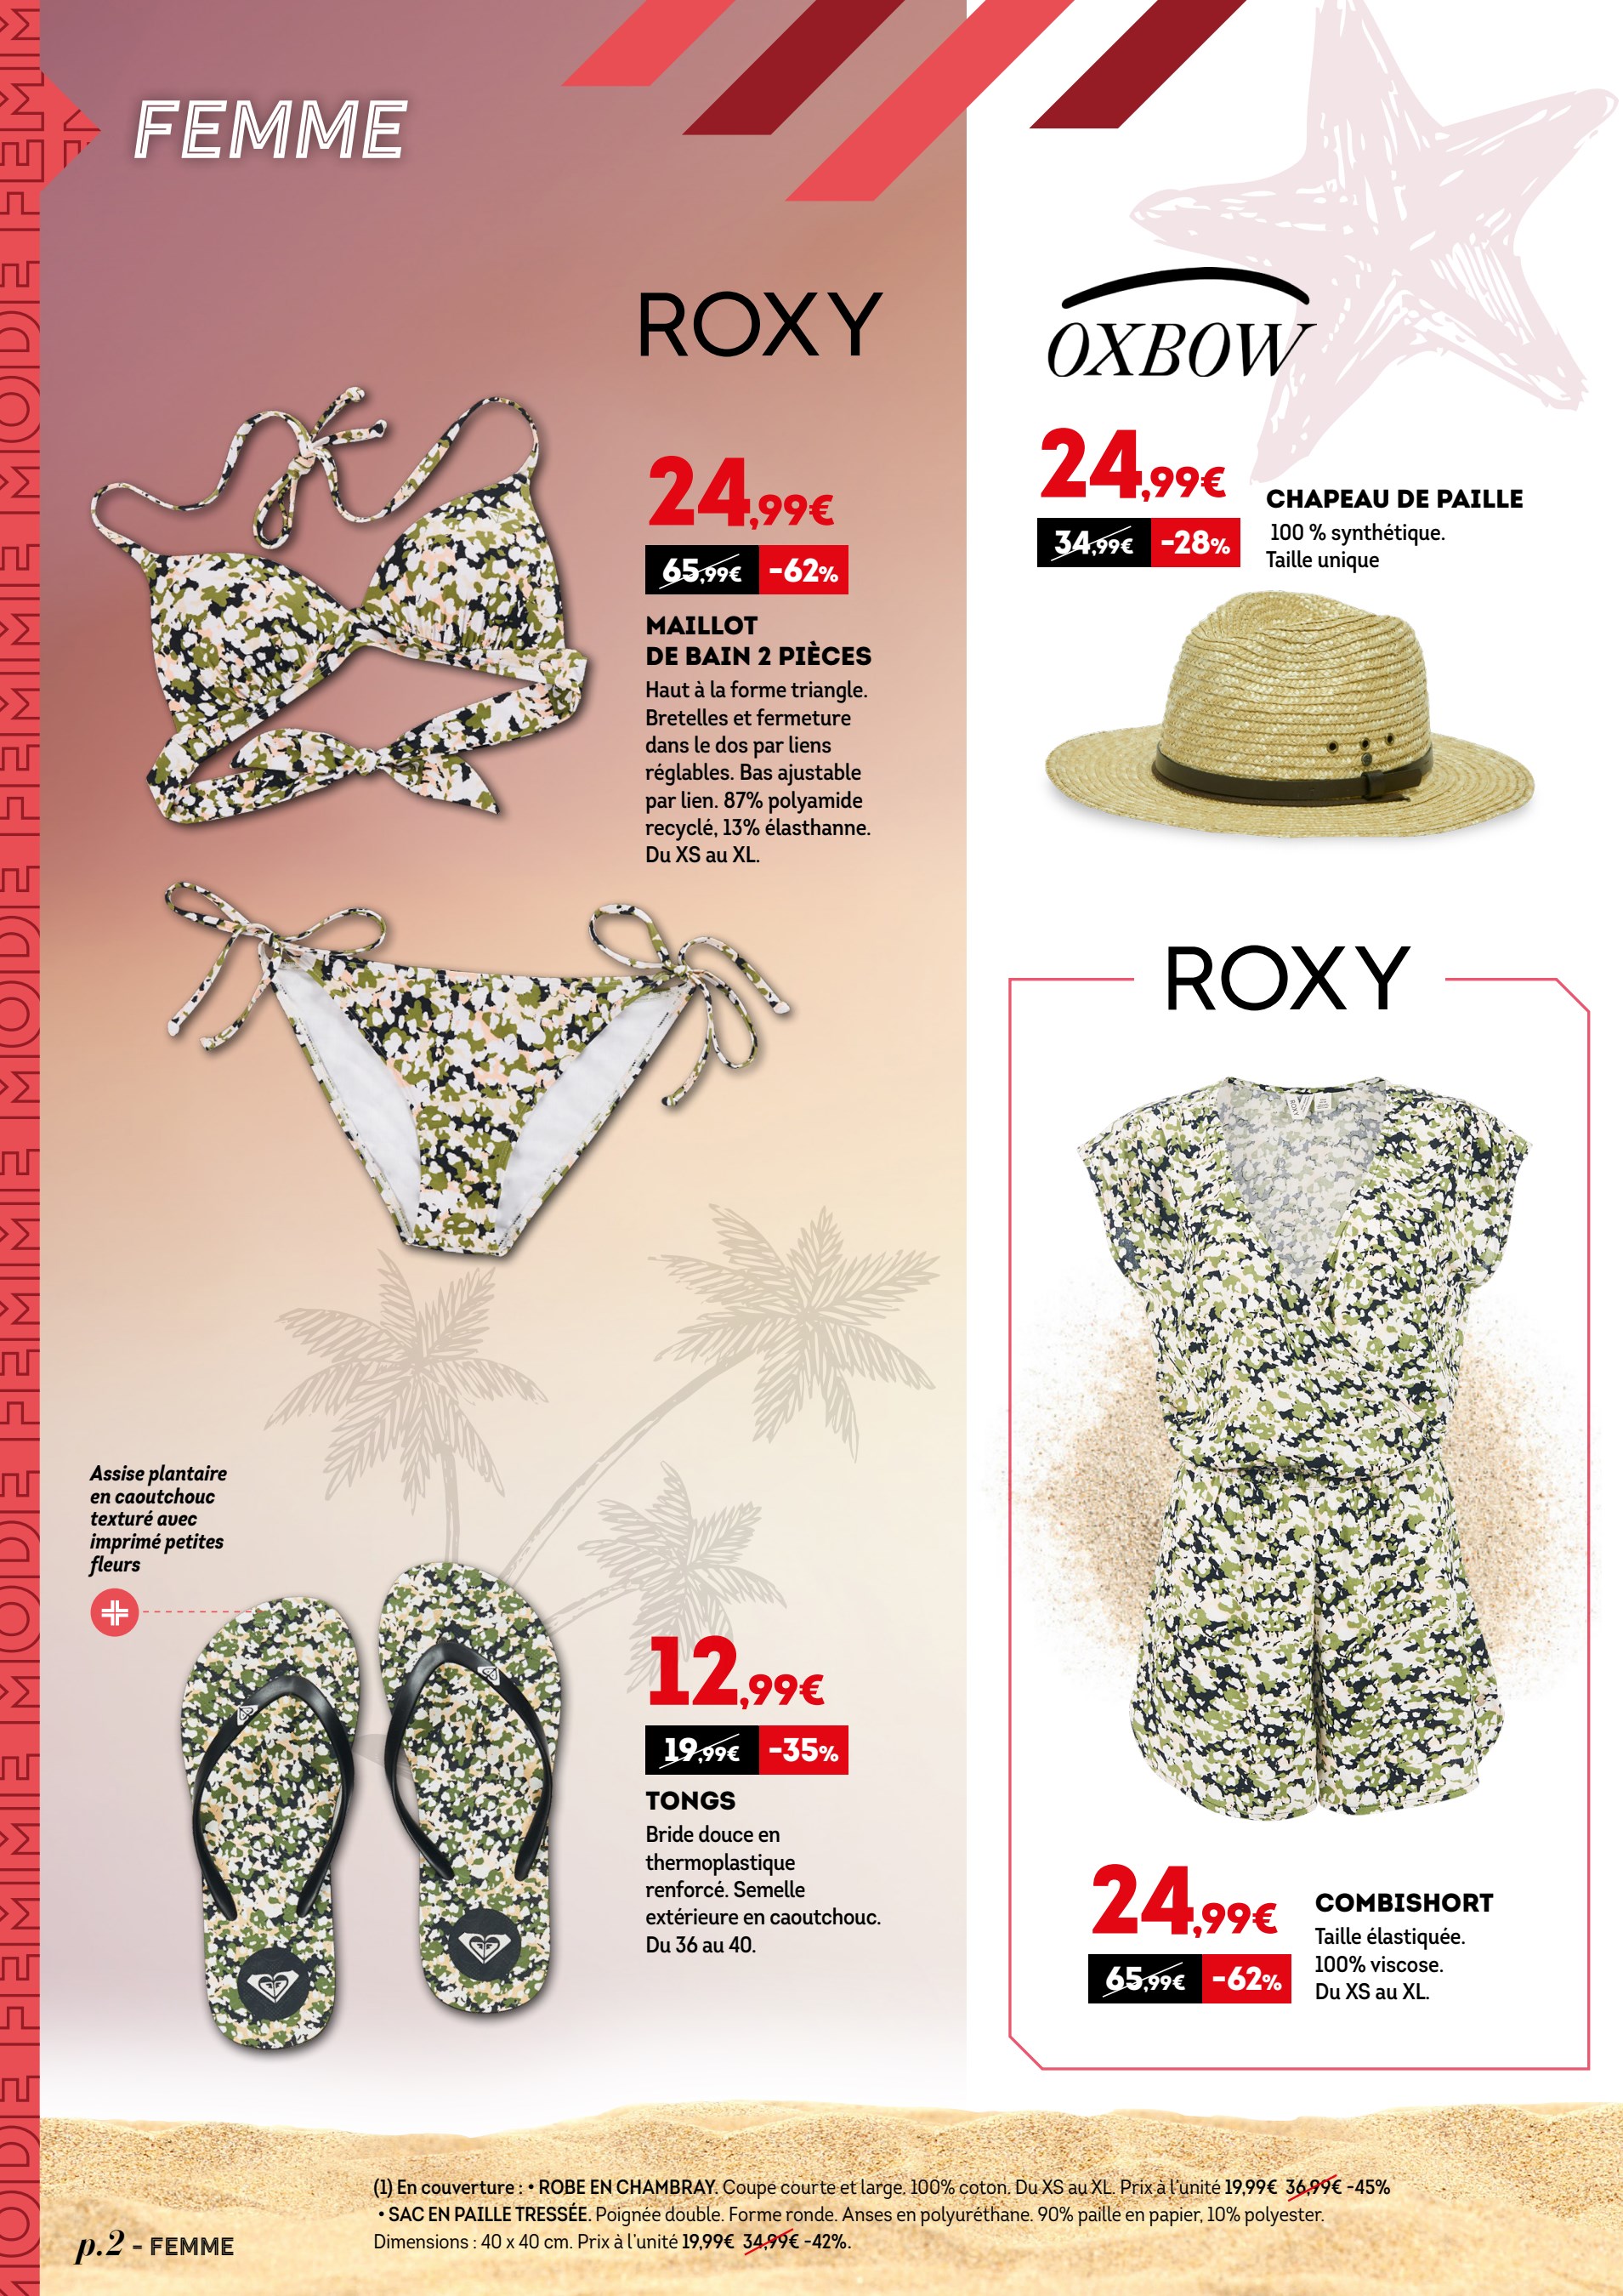 FEMME
ROXY
24,99€
65,99€ -62%
MAILLOT
DE BAIN 2 PIÈCES
Haut à la forme triangle.
Bretelles et fermeture
dans le dos par liens
réglables. Bas ajustable
par lien. 87% polyamide
recyclé, 13% élasthanne.
Du XS au XL.
Assise plantaire
en caoutchouc
texturé avec
imprimé petites
fleurs
12,99€
19,99€ -35%
TONGS
Bride douce en
thermoplastique
renforcé. Semelle
extérieure en caoutchouc.
Du 36 au 40.
OXBOW
24,99€
34,99€ -28%
CHAPEAU DE PAILLE
100 % synthétique.
Taille unique
ROXY
24,99€
65,99€ -62%
COMBISHORT
Taille élastiquée.
100% viscose.
Du XS au XL.
(1) En couverture : • ROBE EN CHAMBRAY. Coupe courte et large. 100% coton. Du XS au XL. Prix à l'unité 19,99€ 36,99€ -45%
• SAC EN PAILLE TRESSÉE. Poignée double. Forme ronde. Anses en polyuréthane. 90% paille en papier, 10% polyester.
Dimensions : 40 x 40 cm. Prix à l'unité 19,99€ 34,99€ -42%.
p.2 - FEMME
MODE FEMME MODE FEMME MODE FEMME MODE FEMME